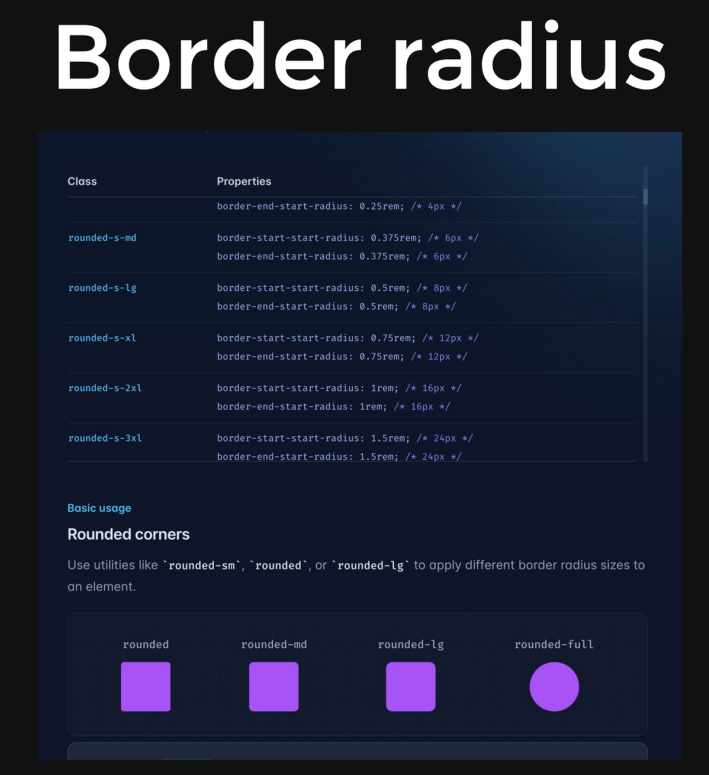 Border radius
Class Properties
border-end-start-radius: 0.25rem; /* 4px */
rounded-s-md border-start-start-radius: 0.375rem; /* 6px */
border-end-start-radius: 0.375rem; /* 6px */
rounded-s-lg border-start-start-radius: 0.5rem; /* 8px */
border-end-start-radius: 0.5rem; /* 8px */
rounded-s-xl border-start-start-radius: 0.75rem; /* 12px */
border-end-start-radius: 0.75rem; /* 12px */
rounded-s-2xl border-start-start-radius: 1rem; /* 16px */
border-end-start-radius: 1rem; /* 16px */
rounded-s-3xl border-start-start-radius: 1.5rem; /* 24px */
border-end-start-radius: 1.5rem; /* 24px */
Basic usage
Rounded corners
Use utilities like `rounded-sm`, `rounded`, or `rounded-lg` to apply different border radius sizes to
an element.
rounded rounded-md rounded-lg rounded-full